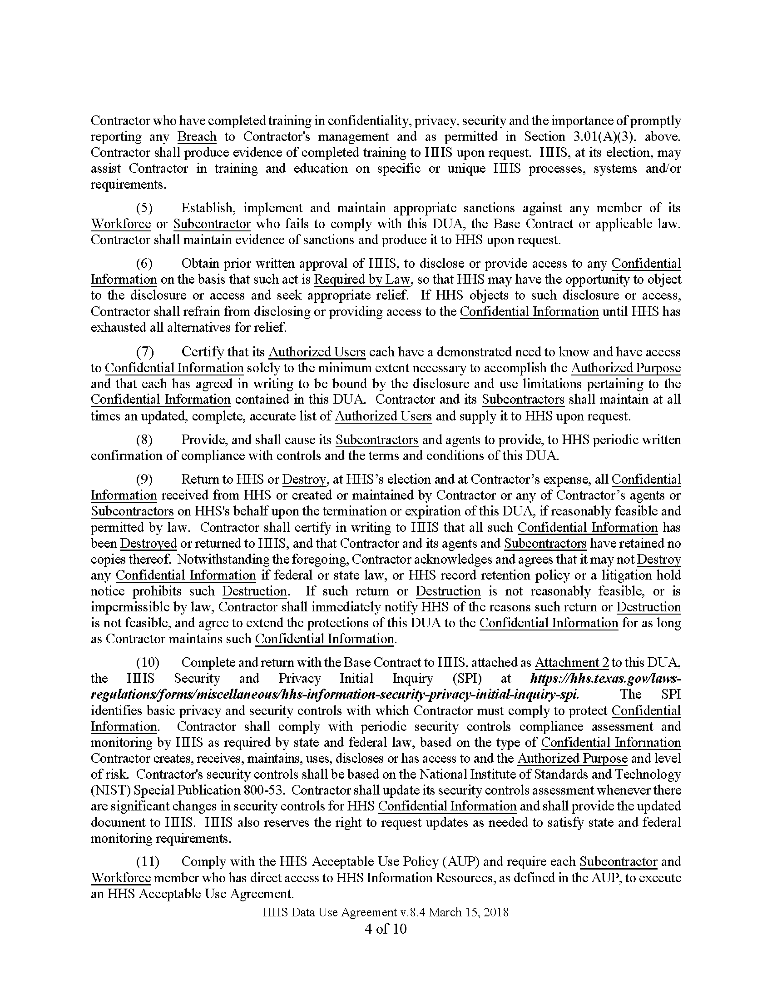 Contractor who have completed training in confidentiality, privacy, security and the importance of promptly
reporting any Breach to Contractor's management and as permitted in Section 3.01(A)(3), above.
Contractor shall produce evidence of completed training to HHS upon request.  HHS, at its election, may
assist Contractor in training and education on specific or unique HHS processes, systems and/or
requirements.
(5) Establish, implement and maintain appropriate sanctions against any member of its
Workforce or Subcontractor who fails to comply with this DUA, the Base Contract or applicable law.
Contractor shall maintain evidence of sanctions and produce it to HHS upon request.
(6) Obtain prior written approval of HHS, to disclose or provide access to any Confidential
Information on the basis that such act is Required by Law, so that HHS may have the opportunity to object
to the disclosure or access and seek appropriate relief.  If HHS objects to such disclosure or access,
Contractor shall refrain from disclosing or providing access to the Confidential Information until HHS has
exhausted all alternatives for relief.
(7) Certify that its Authorized Users each have a demonstrated need to know and have access
to Confidential Information solely to the minimum extent necessary to accomplish the Authorized Purpose
and that each has agreed in writing to be bound by the disclosure and use limitations pertaining to the
Confidential Information contained in this DUA.  Contractor and its Subcontractors shall maintain at all
times an updated, complete, accurate list of Authorized Users and supply it to HHS upon request.
(8) Provide, and shall cause its Subcontractors and agents to provide, to HHS periodic written
confirmation of compliance with controls and the terms and conditions of this DUA.
(9) Return to HHS or Destroy, at HHS’s election and at Contractor’s expense, all Confidential
Information received from HHS or created or maintained by Contractor or any of Contractor’s agents or
Subcontractors on HHS's behalf upon the termination or expiration of this DUA, if reasonably feasible and
permitted by law.  Contractor shall certify in writing to HHS that all such Confidential Information has
been Destroyed or returned to HHS, and that Contractor and its agents and Subcontractors have retained no
copies thereof.  Notwithstanding the foregoing, Contractor acknowledges and agrees that it may not Destroy
any Confidential Information if federal or state law, or HHS record retention policy or a litigation hold
notice prohibits such Destruction.  If such return or Destruction is not reasonably feasible, or is
impermissible by law, Contractor shall immediately notify HHS of the reasons such return or Destruction
is not feasible, and agree to extend the protections of this DUA to the Confidential Information for as long
as Contractor maintains such Confidential Information.
(10) Complete and return with the Base Contract to HHS, attached as Attachment 2 to this DUA,
the HHS Security and Privacy Initial Inquiry (SPI) at https://hhs.texas.gov/laws-
regulations/forms/miscellaneous/hhs-information-security-privacy-initial-inquiry-spi.  The SPI
identifies basic privacy and security controls with which Contractor must comply to protect Confidential
Information.  Contractor shall comply with periodic security controls compliance assessment and
monitoring by HHS as required by state and federal law, based on the type of Confidential Information
Contractor creates, receives, maintains, uses, discloses or has access to and the Authorized Purpose and level
of risk.  Contractor's security controls shall be based on the National Institute of Standards and Technology
(NIST) Special Publication 800-53.  Contractor shall update its security controls assessment whenever there
are significant changes in security controls for HHS Confidential Information and shall provide the updated
document to HHS.  HHS also reserves the right to request updates as needed to satisfy state and federal
monitoring requirements.
(11) Comply with the HHS Acceptable Use Policy (AUP) and require each Subcontractor and
Workforce member who has direct access to HHS Information Resources, as defined in the AUP, to execute
an HHS Acceptable Use Agreement.
HHS Data Use Agreement v.8.4 March 15, 2018
4 of 10